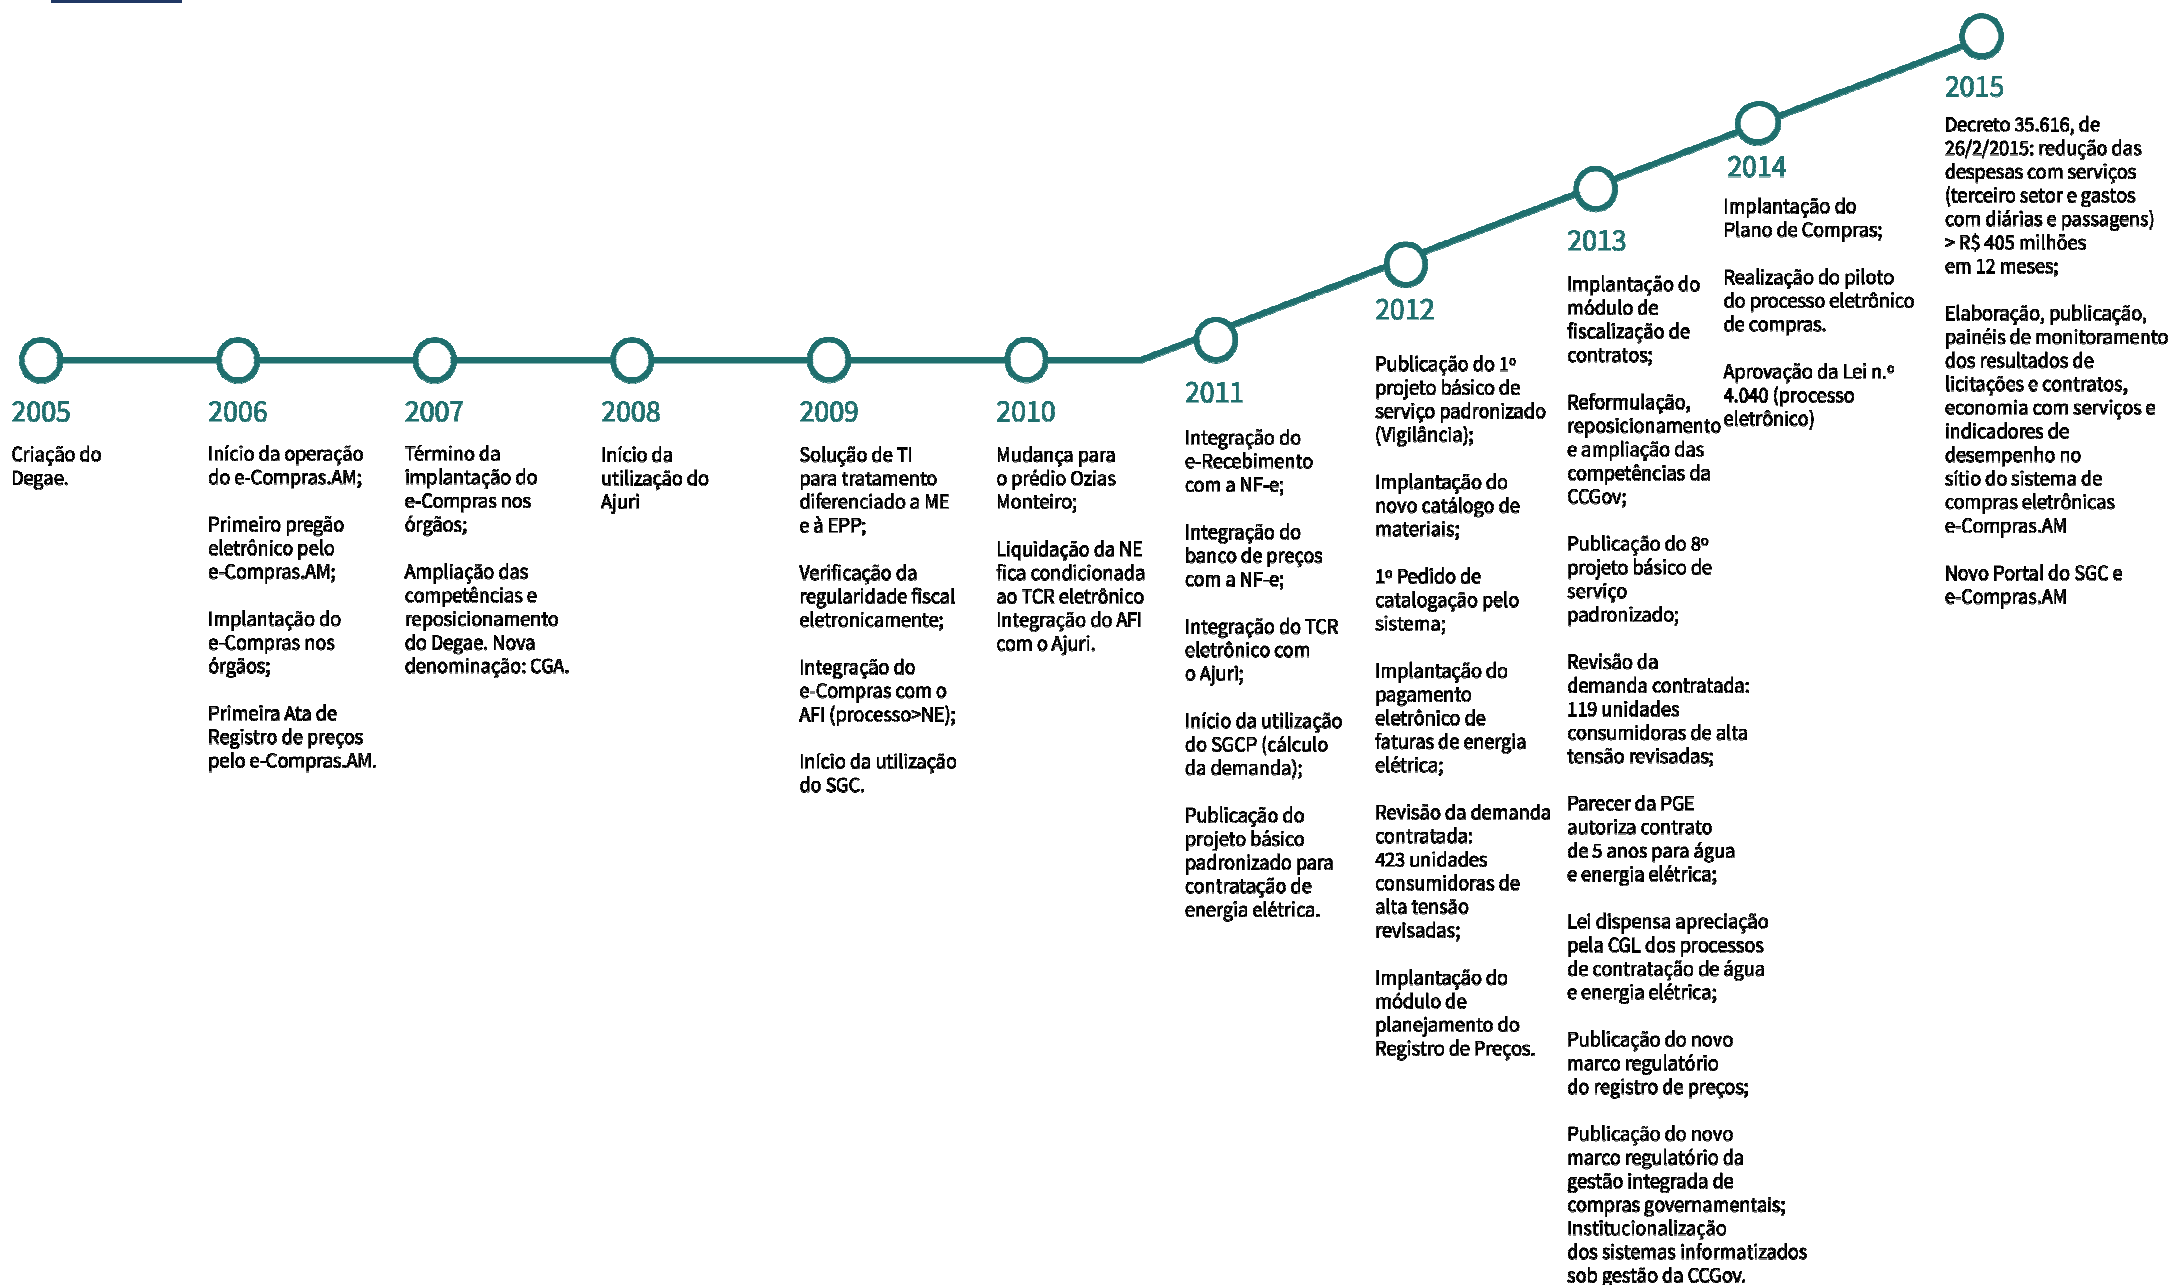 2005
Criação do
Degae.
2006
Início da operação
do e-Compras.AM;
Primeiro pregão
eletrônico pelo
e-Compras.AM;
Implantação do
e-Compras nos
órgãos;
Primeira Ata de
Registro de preços
pelo e-Compras.AM.
2007
Término da
implantação do
e-Compras nos
órgãos;
Ampliação das
competências e
reposicionamento
do Degae. Nova
denominação: CGA.
2008
Início da
utilização do
Ajuri
2009
Solução de TI
para tratamento
diferenciado a ME
e à EPP;
Verificação da
regularidade fiscal
eletronicamente;
Integração do
e-Compras com o
AFI (processo>NE);
Início da utilização
do SGC.
2010
Mudança para
o prédio Ozias
Monteiro;
Liquidação da NE
fica condicionada
ao TCR eletrônico
Integração do AFI
com o Ajuri.
2011
Integração do
e-Recebimento
com a NF-e;
Integração do
banco de preços
com a NF-e;
Integração do TCR
eletrônico com
o Ajuri;
Início da utilização
do SGCP (cálculo
da demanda);
Publicação do
projeto básico
padronizado para
contratação de
energia elétrica.
2012
Publicação do 1º
projeto básico de
serviço padronizado
(Vigilância);
Implantação do
novo catálogo de
materiais;
1º Pedido de
catalogação pelo
sistema;
Implantação do
pagamento
eletrônico de
faturas de energia
elétrica;
Revisão da demanda
contratada:
423 unidades
consumidoras de
alta tensão
revisadas;
Implantação do
módulo de
planejamento do
Registro de Preços.
2013
Implantação do
módulo de
fiscalização de
contratos;
Reformulação,
reposicionamento
e ampliação das
competências da
CCGov;
Publicação do 8º
projeto básico de
serviço
padronizado;
Revisão da
demanda contratada:
119 unidades
consumidoras de alta
tensão revisadas;
Parecer da PGE
autoriza contrato
de 5 anos para água
e energia elétrica;
Lei dispensa apreciação
pela CGL dos processos
de contratação de água
e energia elétrica;
Publicação do novo
marco regulatório
do registro de preços;
Publicação do novo
marco regulatório da
gestão integrada de
compras governamentais;
Institucionalização
dos sistemas informatizados
sob gestão da CCGov.
2014
Implantação do
Plano de Compras;
Realização do piloto
do processo eletrônico
de compras.
Aprovação da Lei n.º
4.040 (processo
eletrônico)
2015
Decreto 35.616, de
26/2/2015: redução das
despesas com serviços
(terceiro setor e gastos
com diárias e passagens)
> R$ 405 milhões
em 12 meses;
Elaboração, publicação,
painéis de monitoramento
dos resultados de
licitações e contratos,
economia com serviços e
indicadores de
desempenho no
sítio do sistema de
compras eletrônicas
e-Compras.AM
Novo Portal do SGC e
e-Compras.AM